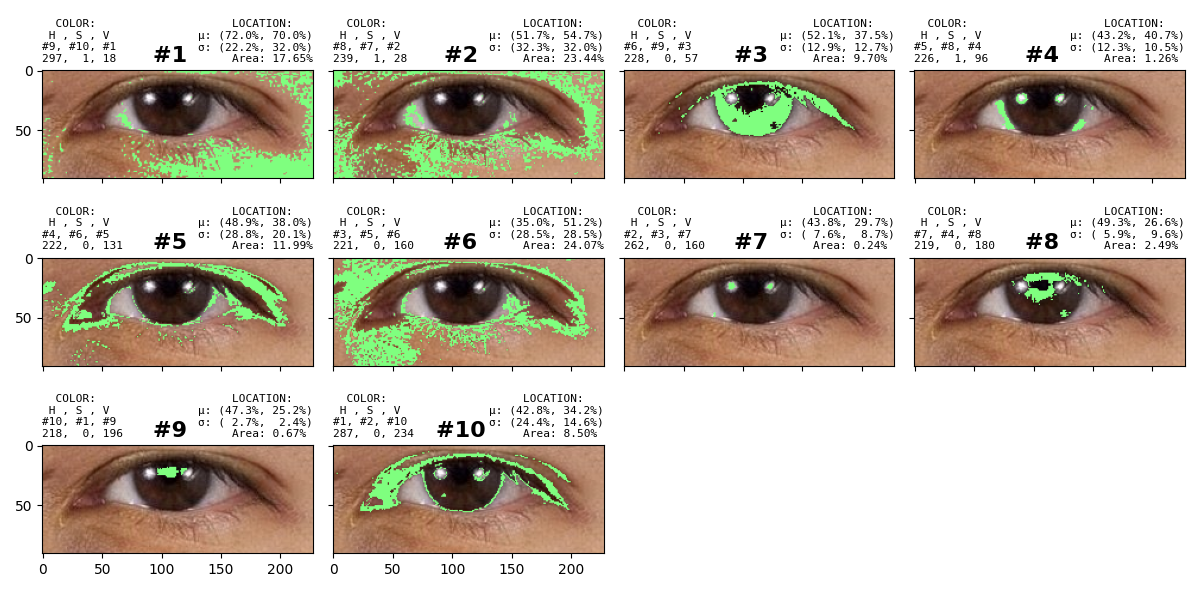 COLOR: LOCATION: COLOR: LOCATION: COLOR: LOCATION: COLOR: LOCATION:
H , S , V μ: (72.0%, 70.0%) H , S , V μ: (51.7%, 54.7%) H , S , V μ: (52.1%, 37.5%) H , S , V μ: (43.2%, 40.7%)
#9, #10, #1 #1 σ: (22.2%, 32.0%) #8, #7, #2 #2 σ: (32.3%, 32.0%) #6, #9, #3 #3 σ: (12.9%, 12.7%) #5, #8, #4 #4 σ: (12.3%, 10.5%)
297, 1, 18 Area: 17.65% 239, 1, 28 Area: 23.44% 228, 0, 57 Area: 9.70% 226, 1, 96 Area: 1.26%
0
50
COLOR: LOCATION: COLOR: LOCATION: COLOR: LOCATION: COLOR: LOCATION:
H , S , V μ: (48.9%, 38.0%) H , S , V μ: (35.0%, 51.2%) H , S , V μ: (43.8%, 29.7%) H , S , V μ: (49.3%, 26.6%)
#4, #6, #5 #5 σ: (28.8%, 20.1%) #3, #5, #6 #6 σ: (28.5%, 28.5%) #2, #3, #7 #7 σ: ( 7.6%, 8.7%) #7, #4, #8 #8 σ: ( 5.9%, 9.6%)
222, 0, 131 Area: 11.99% 221, 0, 160 Area: 24.07% 262, 0, 160 Area: 0.24% 219, 0, 180 Area: 2.49%
0
50
COLOR: LOCATION: COLOR: LOCATION:
H , S , V μ: (47.3%, 25.2%) H , S , V μ: (42.8%, 34.2%)
#10, #1, #9 #9 σ: ( 2.7%, 2.4%) #1, #2, #10 #10 σ: (24.4%, 14.6%)
218, 0, 196 Area: 0.67% 287, 0, 234 Area: 8.50%
0
50
0 50 100 150 200 0 50 100 150 200